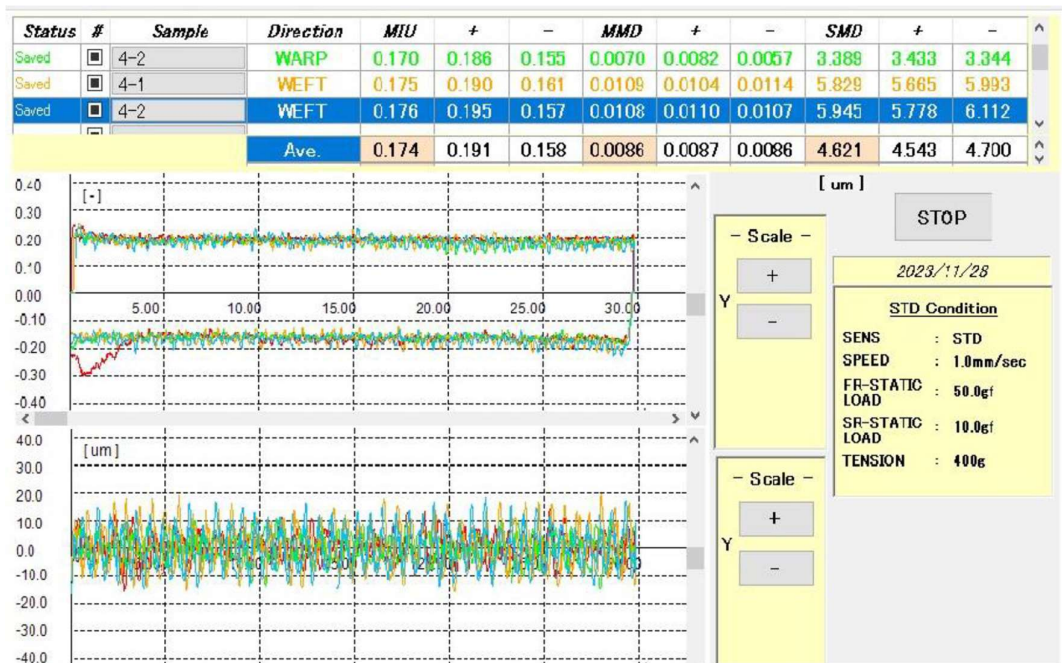 Status # Sample Direction MIU + - MMD + - SMD + -
Saved 4-2 WARP 0.170 0.186 0.155 0.0070 0.0082 0.0057 3.389 3.433 3.344
Saved 4-1 WEFT 0.175 0.190 0.161 0.0109 0.0104 0.0114 5.829 5.665 5.993
Saved 4-2 WEFT 0.176 0.195 0.157 0.0108 0.0110 0.0107 5.945 5.778 6.112
Ave. 0.174 0.191 0.158 0.0086 0.0087 0.0086 4.621 4.543 4.700
[ um ]
0.40
[-]
0.30
0.20
0.10
0.00
-0.10
-0.20
-0.30
-0.40
5.00 10.00 15.00 20.00 25.00 30.00
- Scale -
+
Y
-
STOP
2023/11/28
STD Condition
SENS : STD
SPEED : 1.0mm/sec
FR-STATIC
LOAD : 50.0gf
SR-STATIC
LOAD : 10.0gf
TENSION : 400g
40.0
[um]
30.0
20.0
10.0
0.0
-10.0
-20.0
-30.0
-40.0
- Scale -
+
Y
-